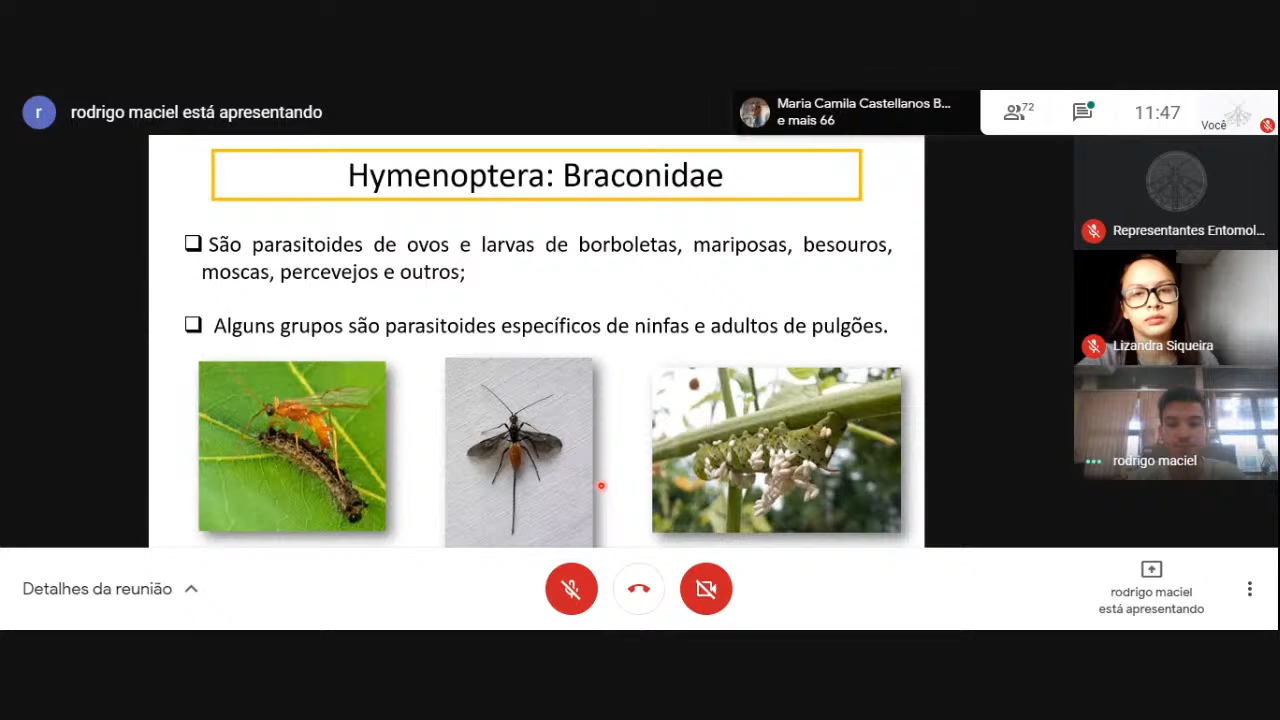 r
rodrigo maciel está apresentando
Maria Camila Castellanos B...
e mais 66
72
11:47
Você
Hymenoptera: Braconidae
São parasitoides de ovos e larvas de borboletas, mariposas, besouros,
moscas, percevejos e outros;
Alguns grupos são parasitoides específicos de ninfas e adultos de pulgões.
Representantes Entomol...
Lizandra Siqueira
rodrigo maciel
Detalhes da reunião
rodrigo maciel
está apresentando